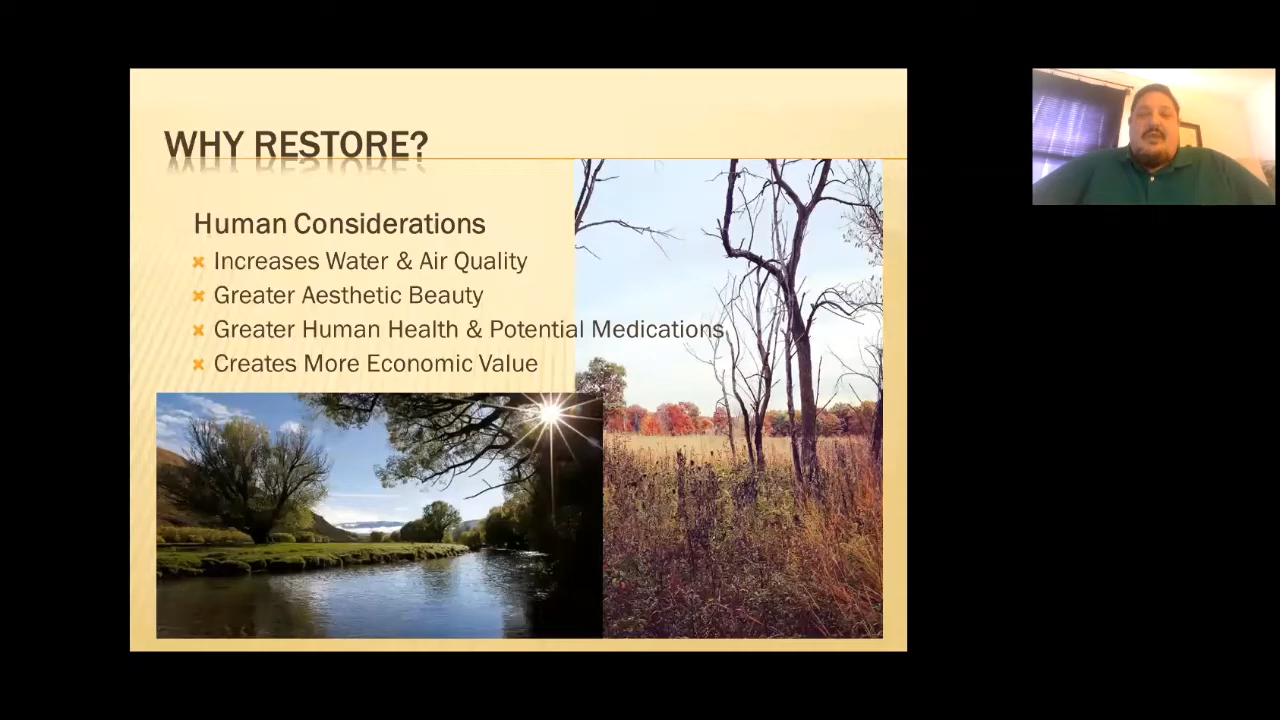 WHY RESTORE?
Human Considerations
Increases Water & Air Quality
Greater Aesthetic Beauty
Greater Human Health & Potential Medications
Creates More Economic Value